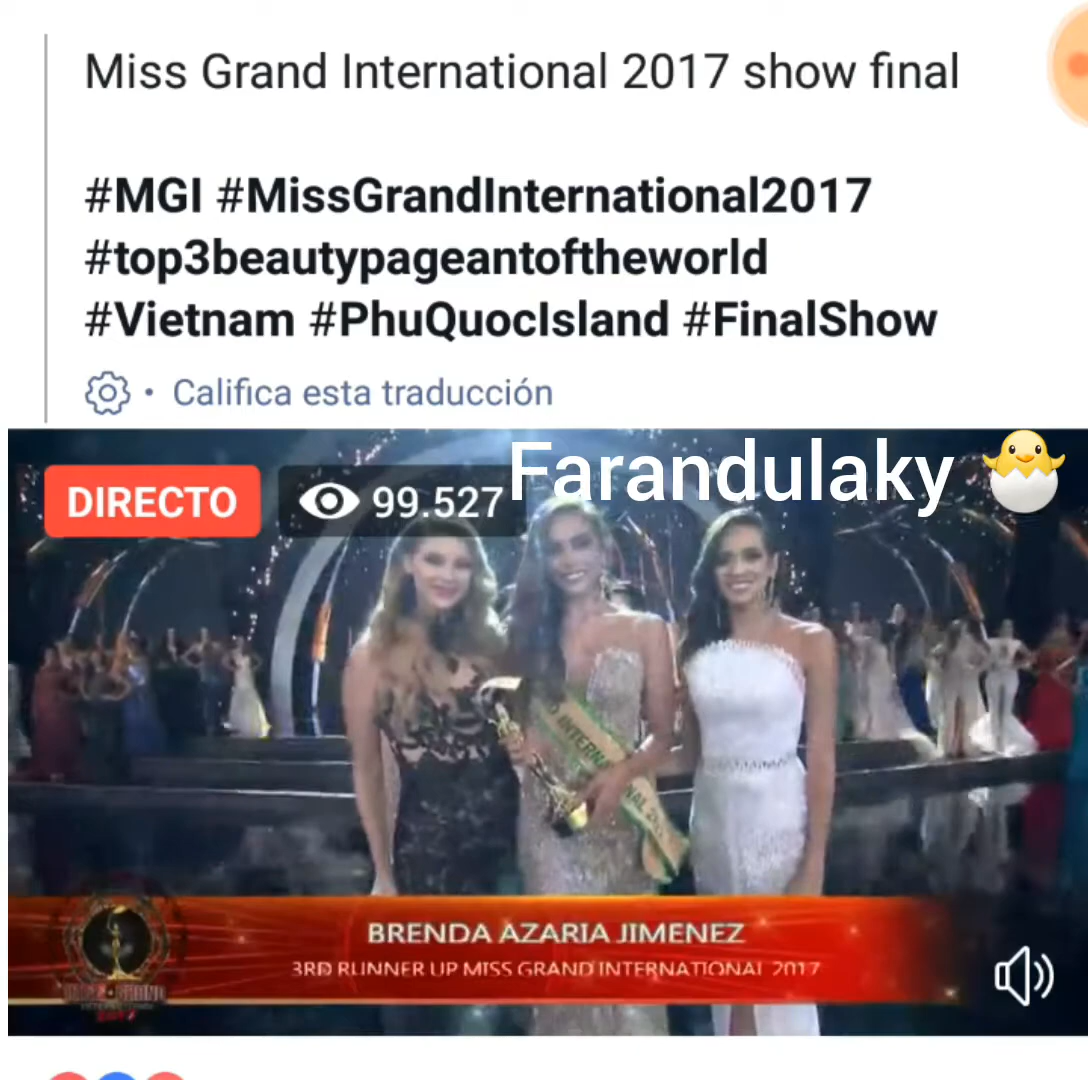 Miss Grand International 2017 show final
#MGI #MissGrandInternational2017
#top3beautypageantoftheworld
#Vietnam #PhuQuocIsland #FinalShow
· Califica esta traducción
Farandulaky
DIRECTO 99.527
INTERNATIONAL
BRENDA AZARIA JIMENEZ
3RD RUNNER UP MISS GRAND INTERNATIONAL 2017